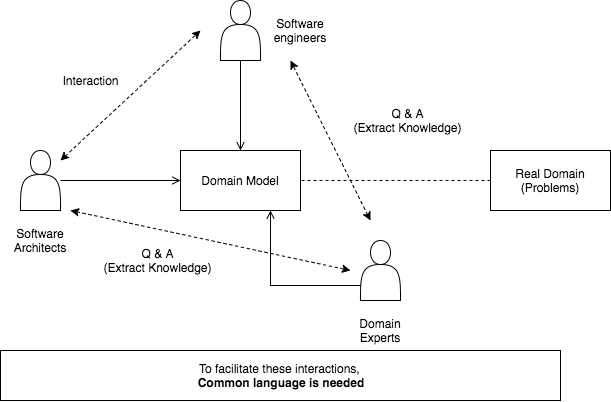 Software
engineers
Interaction
Q & A
(Extract Knowledge)
Domain Model
Real Domain
(Problems)
Software
Architects
Q & A
(Extract Knowledge)
Domain
Experts
To facilitate these interactions,
Common language is needed